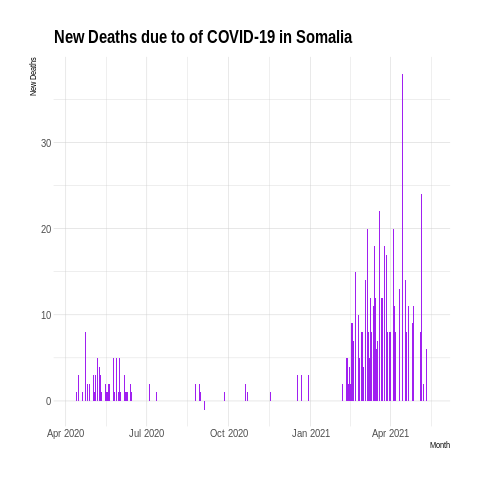 New Deaths due to of COVID-19 in Somalia
New Deaths
30
20
10
0
Apr 2020 Jul 2020 Oct 2020 Jan 2021 Apr 2021
Month